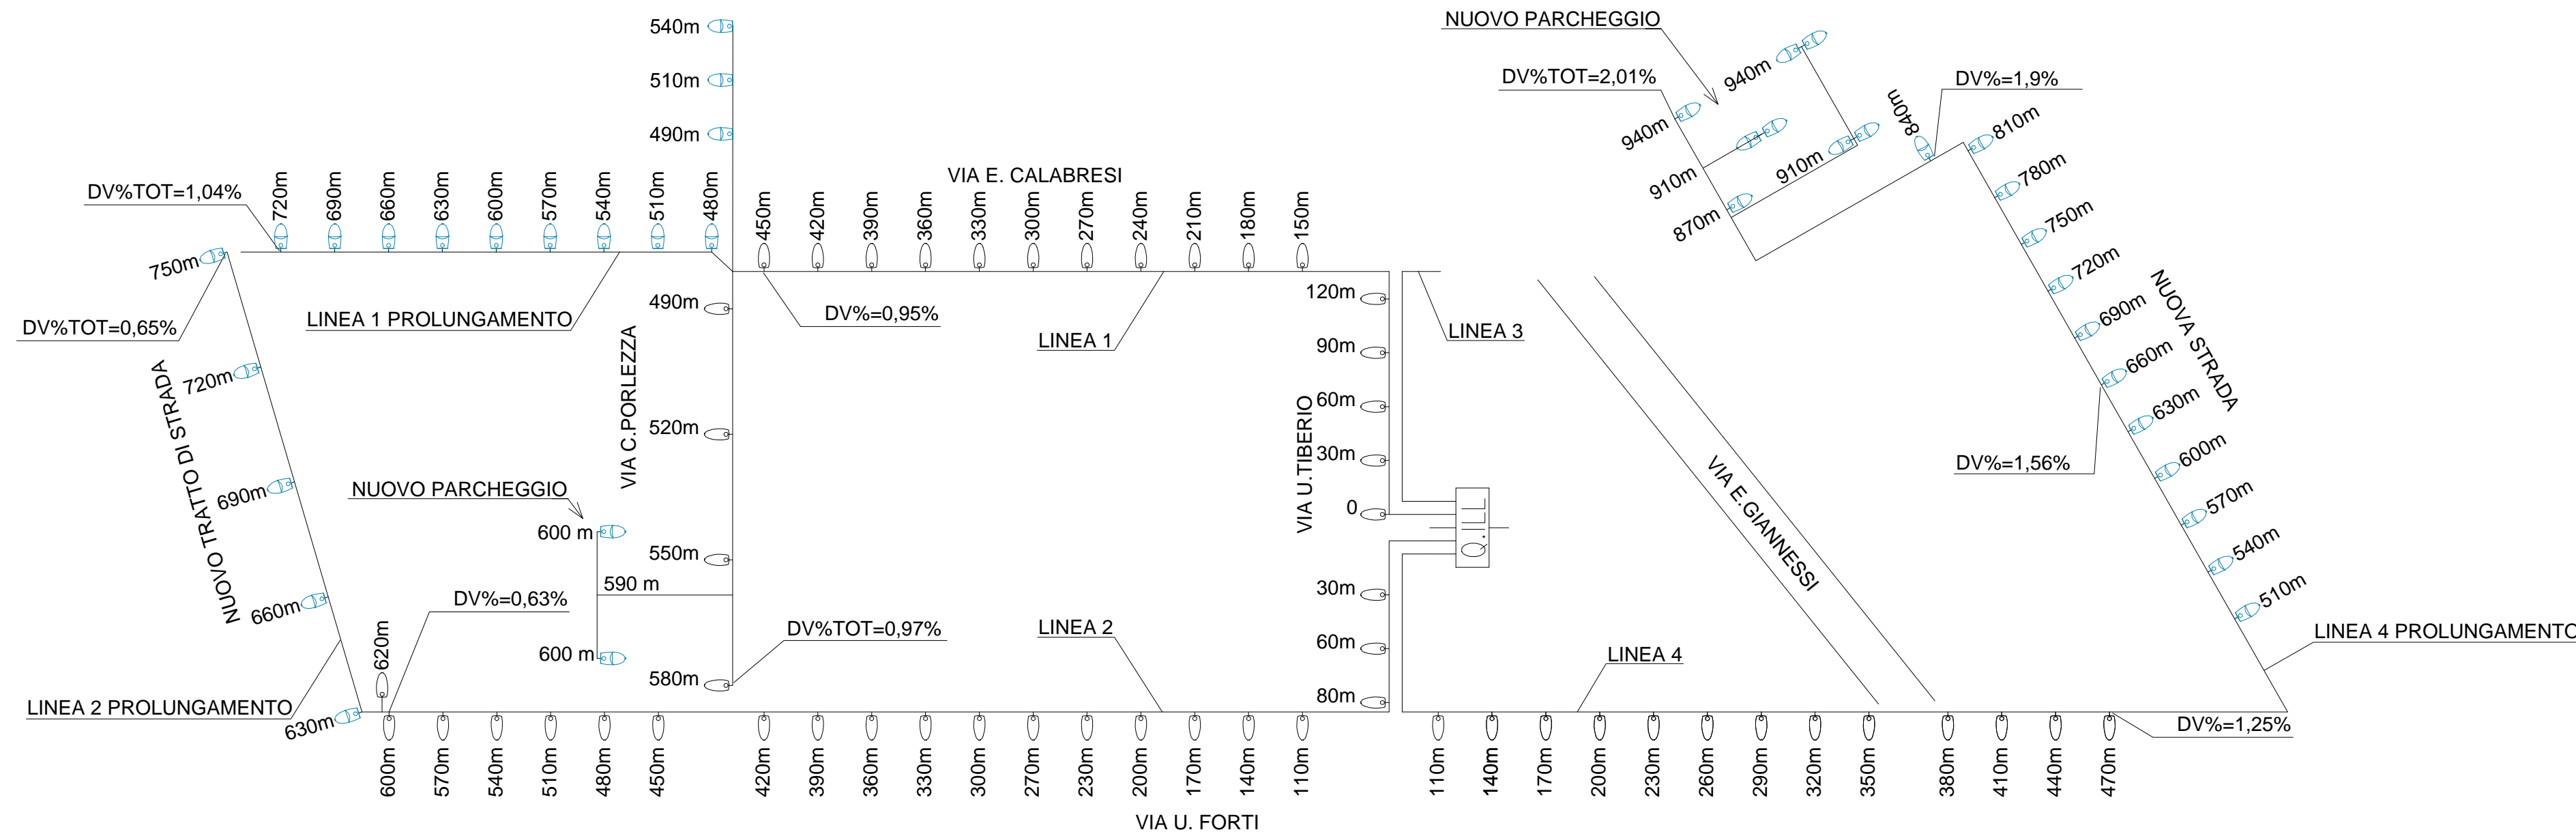 540m
510m
490m
DV%TOT=1,04%
720m
690m
660m
630m
600m
570m
540m
510m
480m
750m
DV%TOT=0,65%
LINEA 1 PROLUNGAMENTO
720m
690m
660m
630m
NUOVO TRATTO DI STRADA
LINEA 2 PROLUNGAMENTO
VIA C.PORLEZZA
490m
520m
550m
580m
NUOVO PARCHEGGIO
600 m
590 m
600 m
DV%=0,63%
620m
DV%TOT=0,97%
VIA E. CALABRESI
450m
420m
390m
360m
330m
300m
270m
240m
210m
180m
150m
DV%=0,95%
LINEA 1
120m
90m
60m
30m
0
VIA U.TIBERIO
30m
60m
80m
Q.ILL
LINEA 3
LINEA 2
600m
570m
540m
510m
480m
450m
420m
390m
360m
330m
300m
270m
200m
170m
140m
110m
VIA U. FORTI
LINEA 4
110m
140m
170m
200m
230m
260m
290m
320m
350m
380m
410m
440m
470m
DV%=1,25%
VIA E.GIANNESSI
NUOVO PARCHEGGIO
DV%TOT=2,01%
940m
940m
910m
910m
870m
840m
DV%=1,9%
810m
780m
750m
720m
690m
660m
630m
600m
570m
540m
510m
NUOVA STRADA
DV%=1,56%
LINEA 4 PROLUNGAMENTO